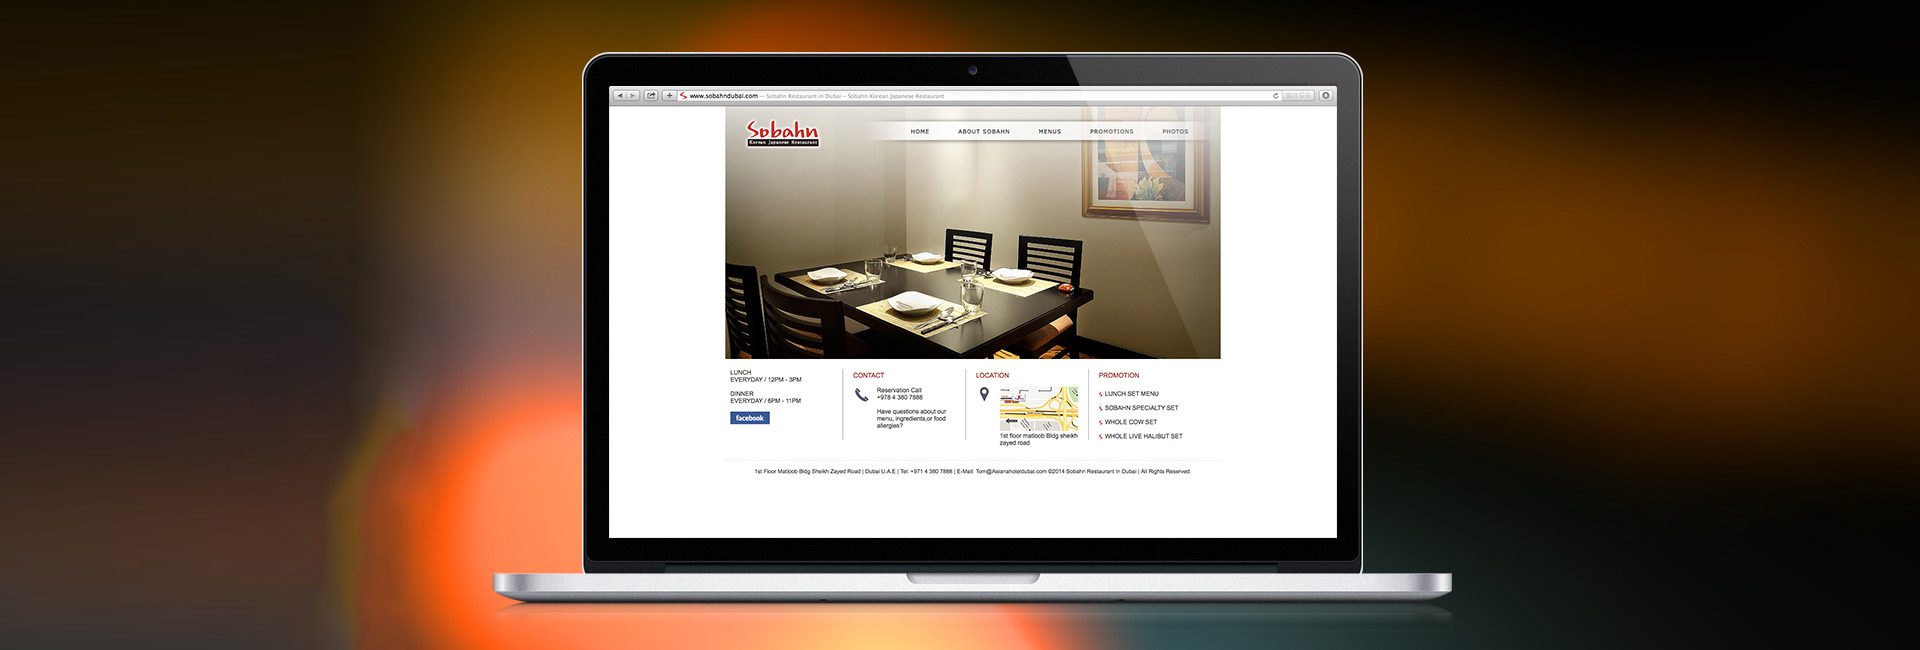 www.sobahndubai.com — Sobahn Restaurant in Dubai – Sobahn Korean Japanese Restaurant
Sobahn
Korean Japanese Restaurant
HOME ABOUT SOBAHN MENUS PROMOTIONS PHOTOS
LUNCH
EVERYDAY / 12PM - 3PM
DINNER
EVERYDAY / 6PM - 11PM
facebook
CONTACT
Reservation Call
+978 4 380 7888
Have questions about our
menu, ingredients,or food
allergies?
LOCATION
1st floor matloob Bldg sheikh
zayed road
PROMOTION
LUNCH SET MENU
SOBAHN SPECIALTY SET
WHOLE COW SET
WHOLE LIVE HALIBUT SET
1st Floor Matloob Bldg Sheikh Zayed Road | Dubai U.A.E | Tel: +971 4 380 7888 | E-Mail: Tom@Asianahoteldubai.com ©2014 Sobahn Restaurant In Dubai | All Rights Reserved.